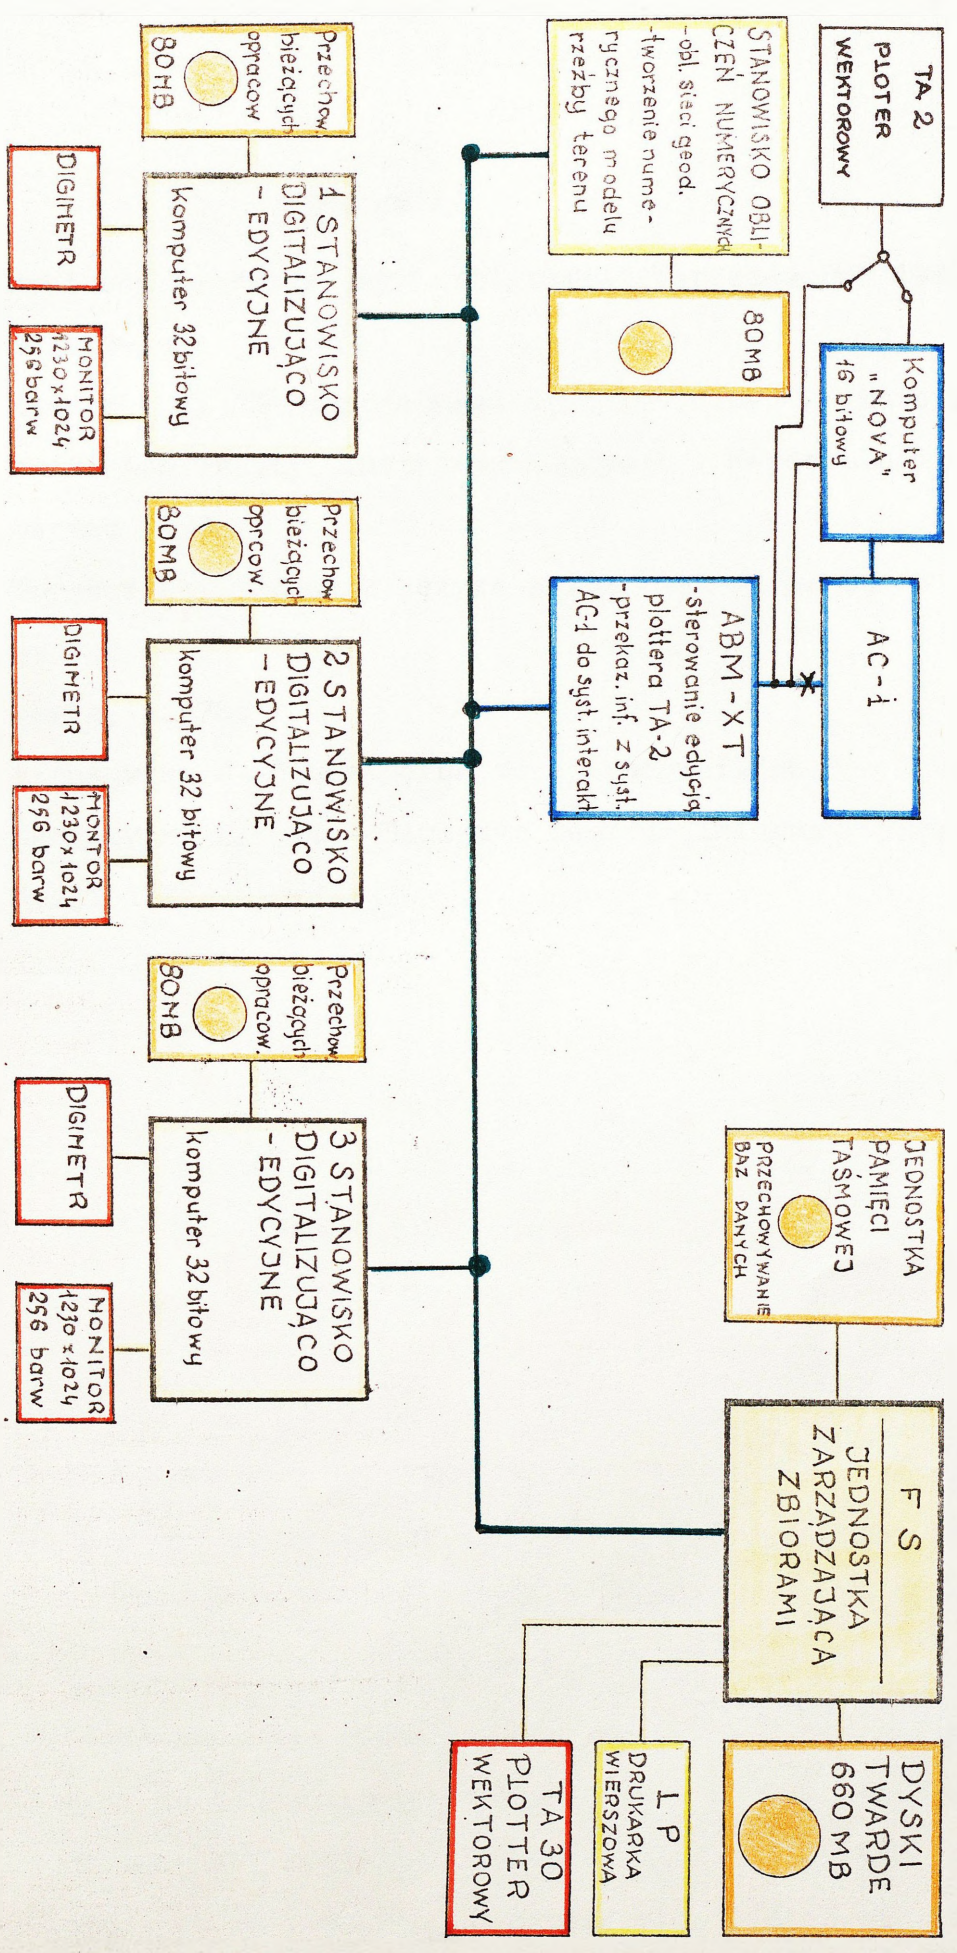 TA 2
PLOTER
WEKTOROWY
Komputer
"NOVA"
16 bitowy
AC-1
STANOWISKO OBLI-
CZEŃ NUMERYCZNYCH
-obl. sieci geod.
-tworzenie nume-
rycznego modelu
rzeźby terenu
80MB
ABM-XT
-sterowanie edycją
plottera TA-2
-przekaz. inf. z syst.
AC-1 do syst. interakt.
JEDNOSTKA
PAMIĘCI
TAŚMOWEJ
PRZECHOWYWANIE
BAZ DANYCH
FS
JEDNOSTKA
ZARZĄDZAJĄCA
ZBIORAMI
DYSKI
TWARDE
660 MB
LP
DRUKARKA
WIERSZOWA
TA 30
PLOTTER
WEKTOROWY
Przechow.
bieżących
opracow
80MB
1 STANOWISKO
DIGITALIZUJĄCO
- EDYCYJNE
komputer 32 bitowy
DIGIMETR
MONITOR
1230x1024
256 barw
Przechow.
bieżących
oprcow.
80MB
2 STANOWISKO
DIGITALIZUJĄCO
- EDYCYJNE
komputer 32 bitowy
DIGIMETR
MONTOR
1230x1024
256 barw
Przechow.
bieżących
opracow.
80MB
3 STANOWISKO
DIGITALIZUJĄCO
- EDYCYJNE
komputer 32 bitowy
DIGIMETR
MONITOR
1230x1024
256 barw